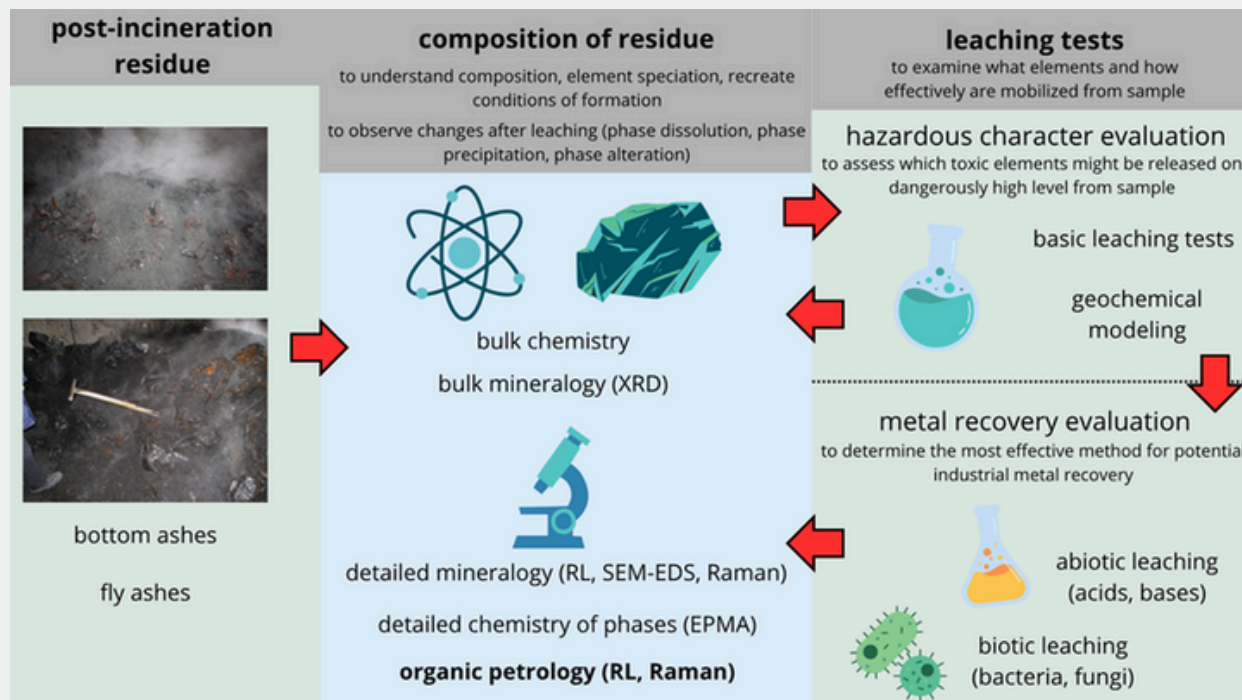 post-incineration
residue
bottom ashes
fly ashes
composition of residue
to understand composition, element speciation, recreate
conditions of formation
to observe changes after leaching (phase dissolution, phase
precipitation, phase alteration)
bulk chemistry
bulk mineralogy (XRD)
detailed mineralogy (RL, SEM-EDS, Raman)
detailed chemistry of phases (EPMA)
organic petrology (RL, Raman)
leaching tests
to examine what elements and how
effectively are mobilized from sample
hazardous character evaluation
to assess which toxic elements might be released on
dangerously high level from sample
basic leaching tests
geochemical
modeling
metal recovery evaluation
to determine the most effective method for potential
industrial metal recovery
abiotic leaching
(acids, bases)
biotic leaching
(bacteria, fungi)